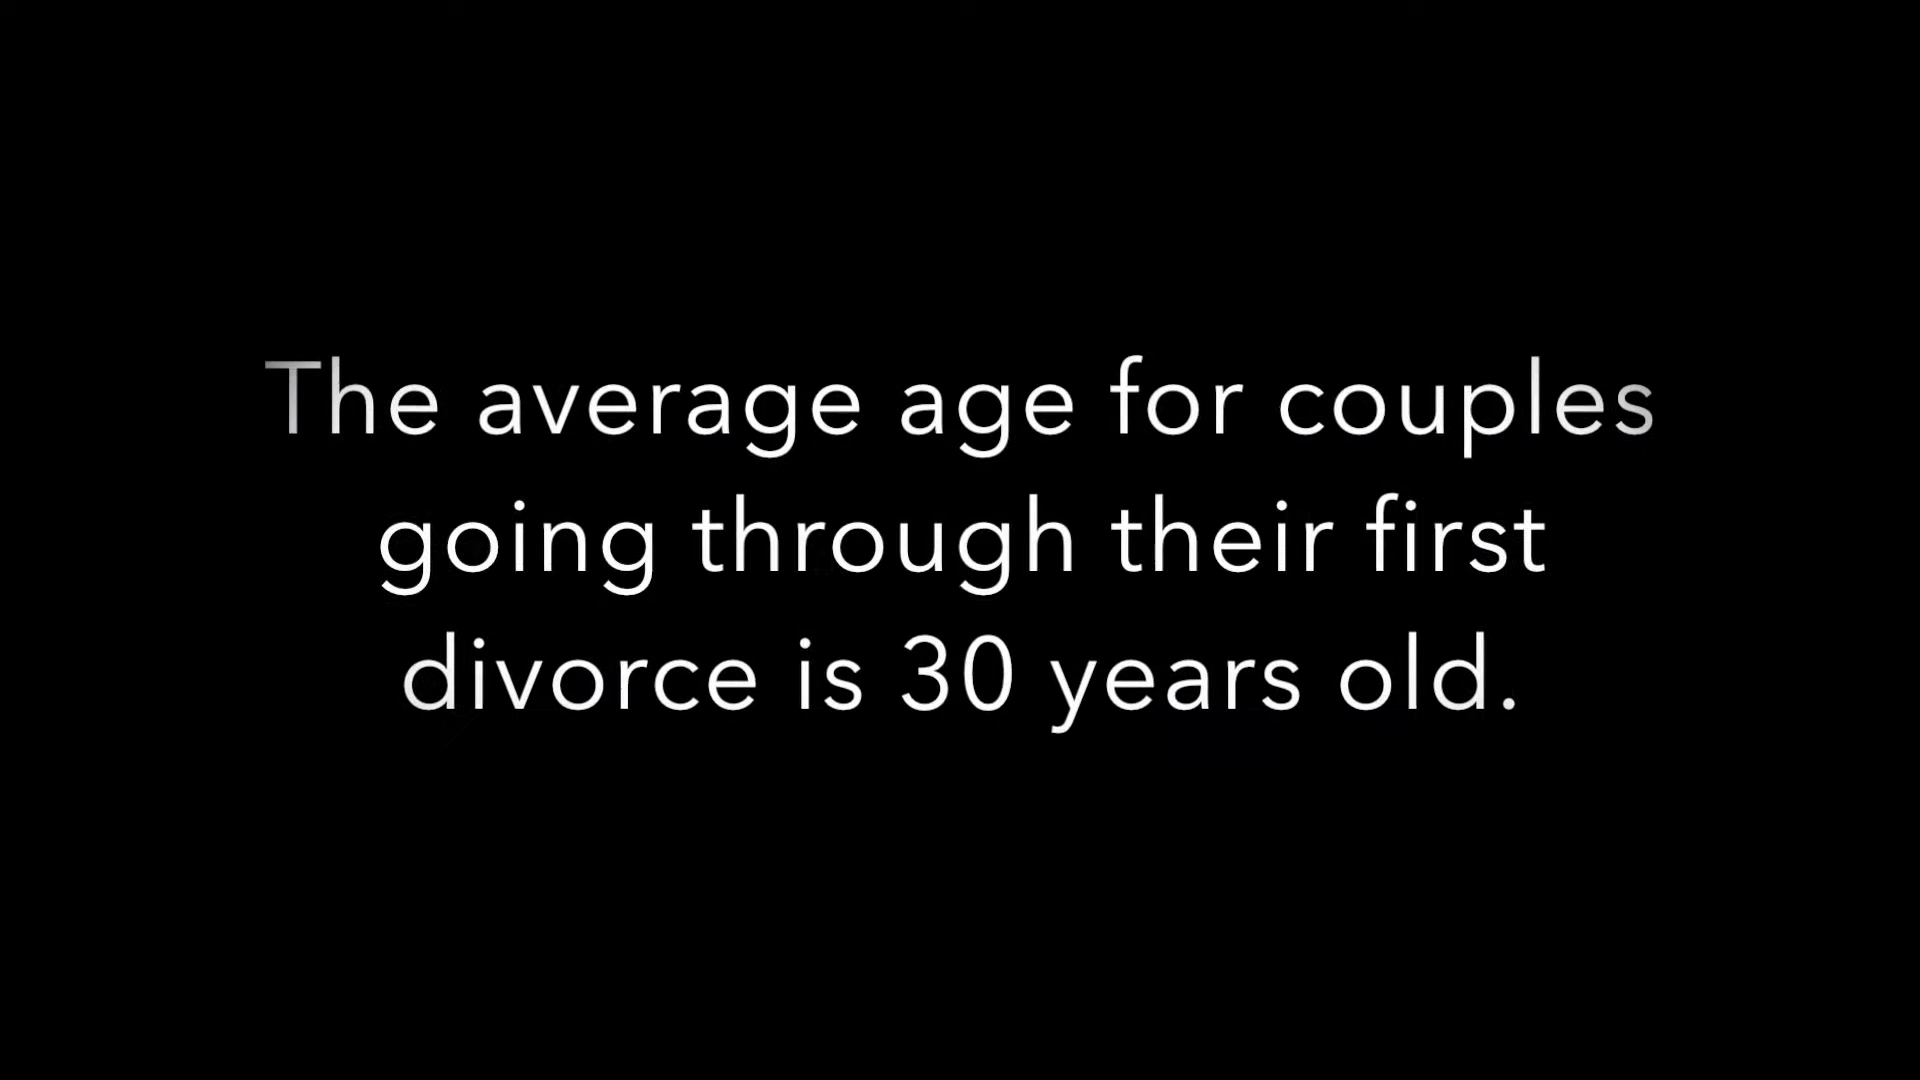 The average age for couples
going through their first
divorce is 30 years old.